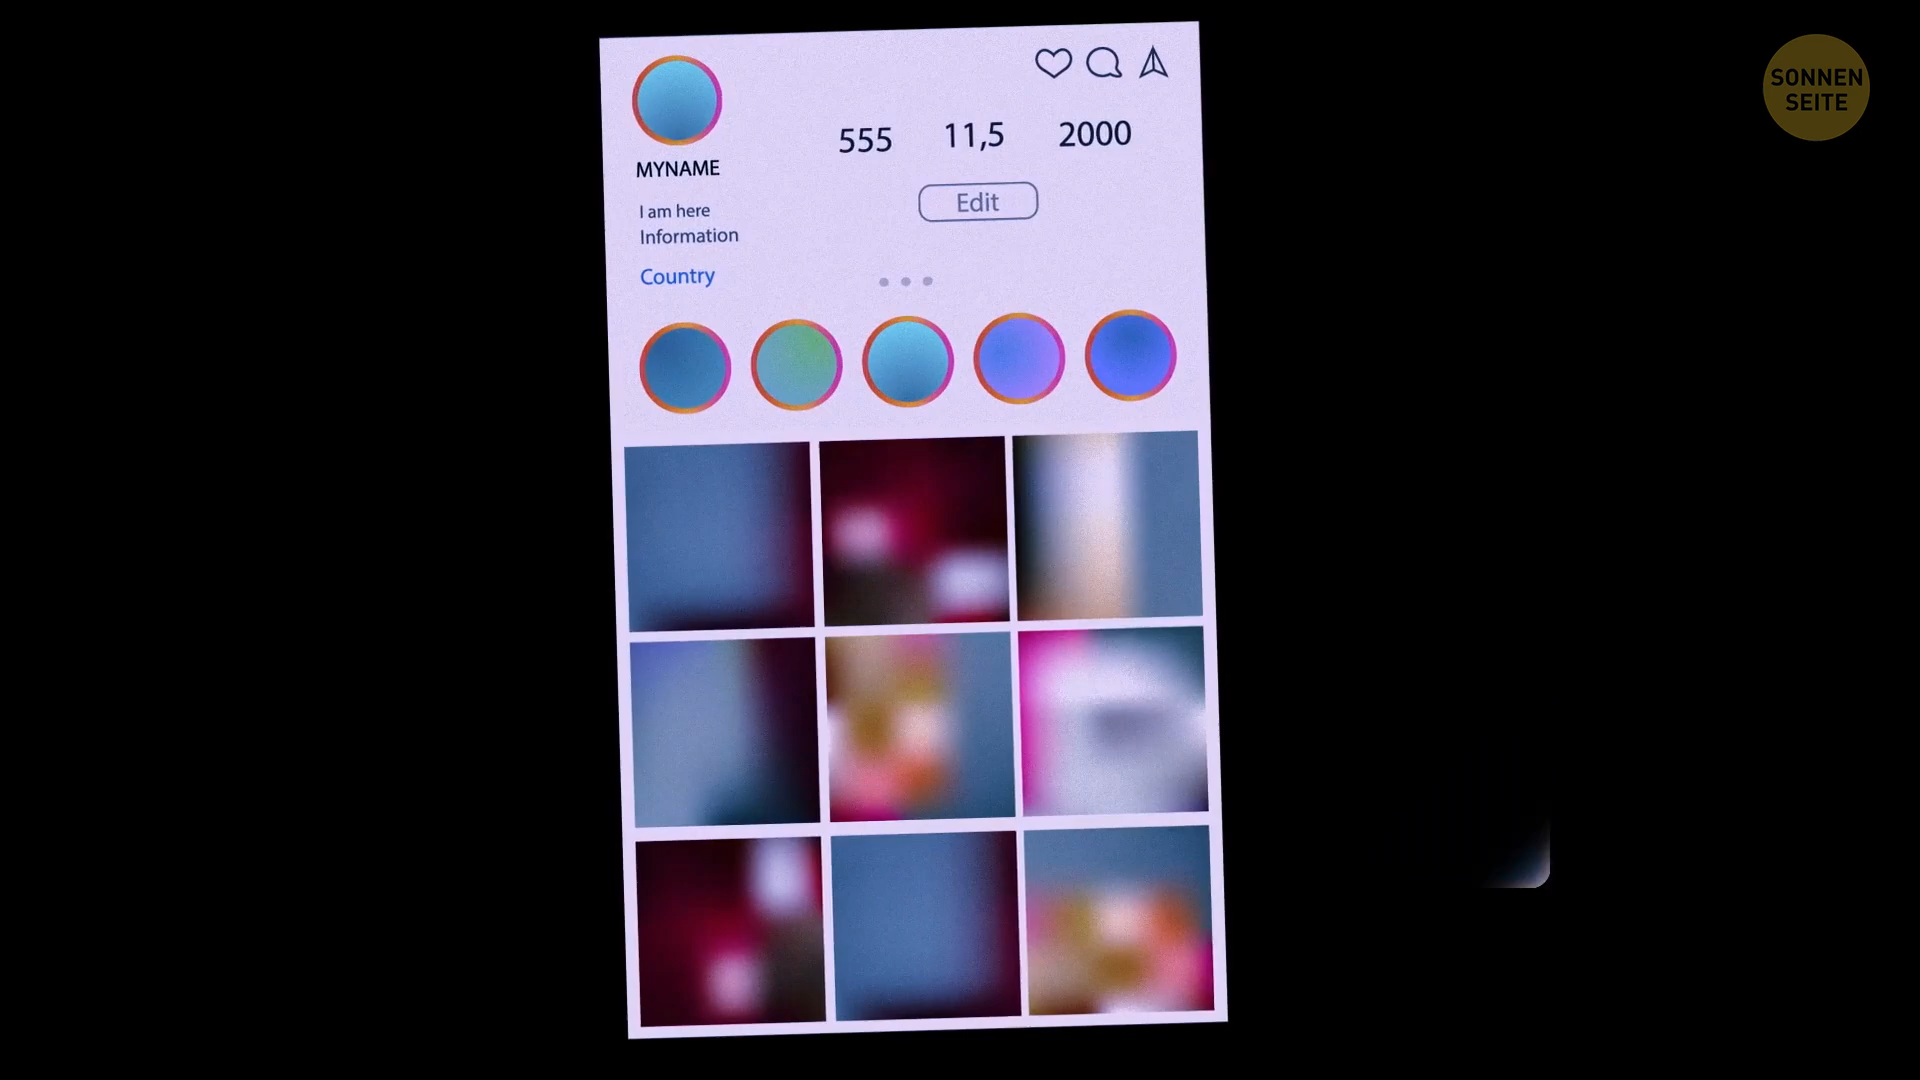 SONNEN
SEITE
555 11,5 2000
MYNAME
Edit
I am here
Information
Country